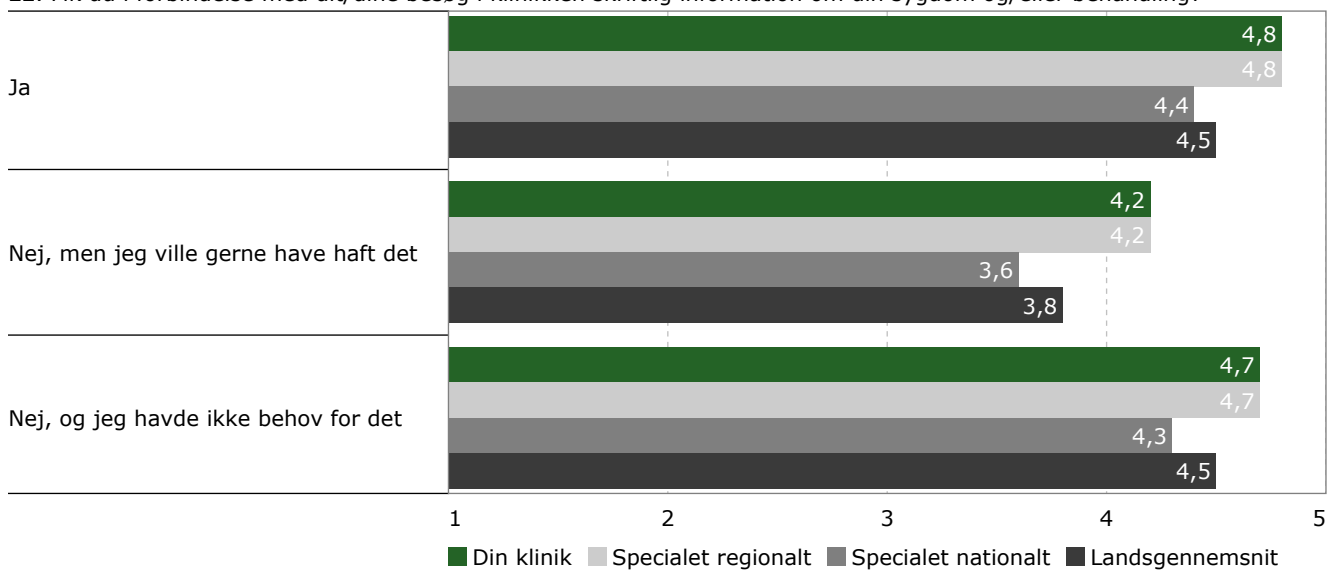 Ja
4,8
4,8
4,4
4,5
Nej, men jeg ville gerne have haft det
4,2
4,2
3,6
3,8
Nej, og jeg havde ikke behov for det
4,7
4,7
4,3
4,5
1 2 3 4 5
Din klinik Specialet regionalt Specialet nationalt Landsgennemsnit